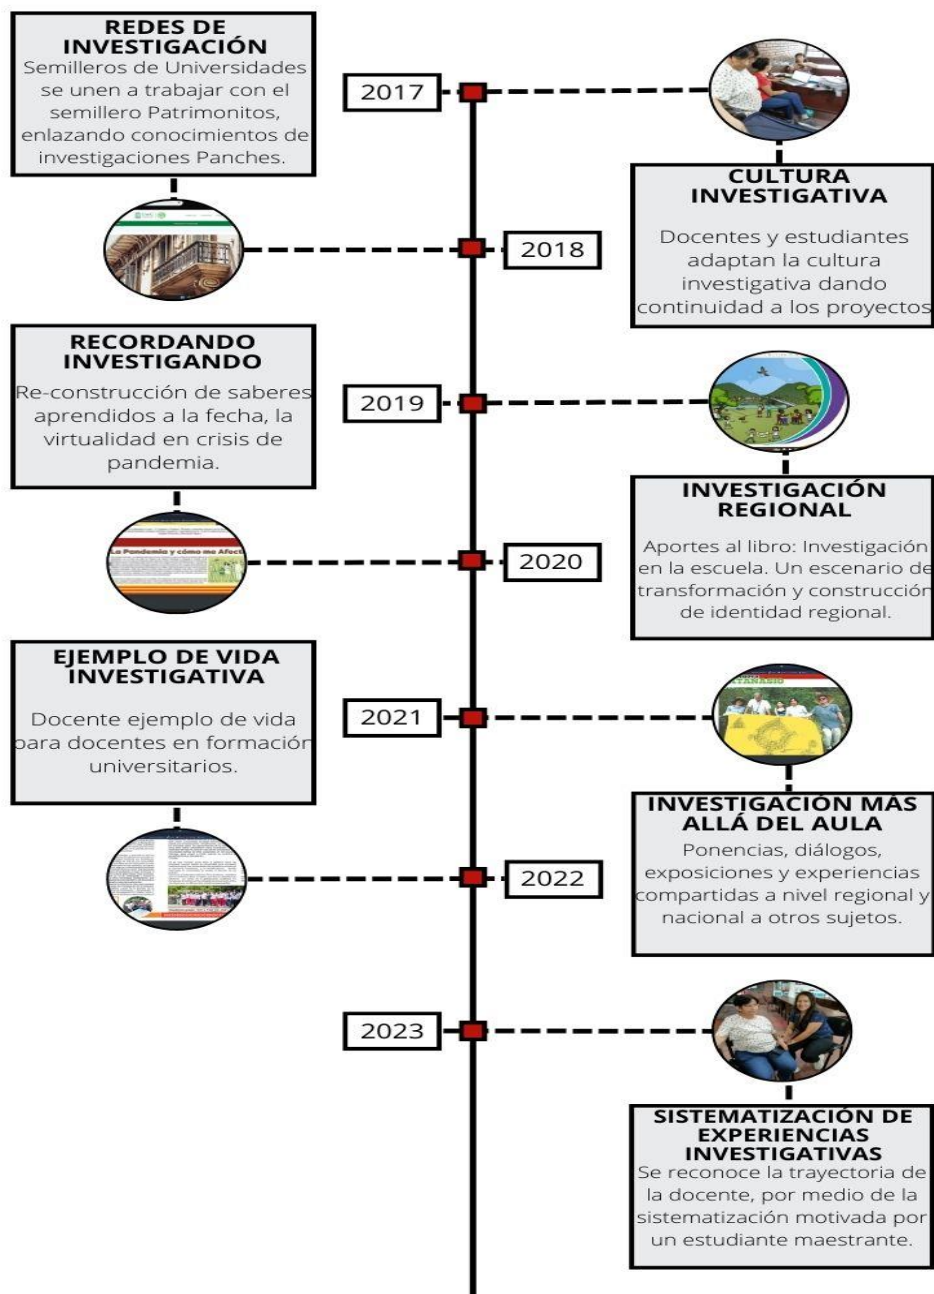 REDES DE
INVESTIGACIÓN
Semilleros de Universidades
se unen a trabajar con el
semillero Patrimonitos,
enlazando conocimientos de
investigaciones Panches.
2017
CULTURA
INVESTIGATIVA
Docentes y estudiantes
adaptan la cultura
investigativa dando
continuidad a los proyectos
2018
RECORDANDO
INVESTIGANDO
Re-construcción de saberes
aprendidos a la fecha, la
virtualidad en crisis de
pandemia.
2019
INVESTIGACIÓN
REGIONAL
Aportes al libro: Investigación
en la escuela. Un escenario de
transformación y construcción
de identidad regional.
La Pandemia y cómo me Afect
2020
EJEMPLO DE VIDA
INVESTIGATIVA
Docente ejemplo de vida
para docentes en formación
universitarios.
2021
ATANASIO
INVESTIGACIÓN MÁS
ALLÁ DEL AULA
Ponencias, diálogos,
exposiciones y experiencias
compartidas a nivel regional y
nacional a otros sujetos.
2022
2023
SISTEMATIZACIÓN DE
EXPERIENCIAS
INVESTIGATIVAS
Se reconoce la trayectoria de
la docente, por medio de la
sistematización motivada por
un estudiante maestrante.